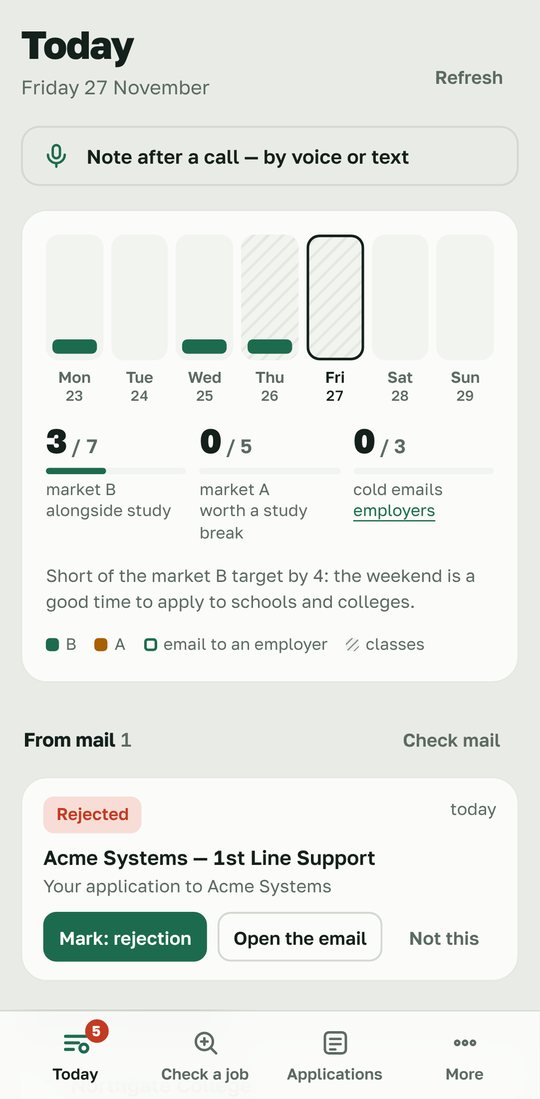 Today
Friday 27 November
Refresh
Note after a call — by voice or text
Mon Tue Wed Thu Fri Sat Sun
23 24 25 26 27 28 29
3 / 7 0 / 5 0 / 3
market B
alongside study
market A
worth a study
break
cold emails
employers
Short of the market B target by 4: the weekend is a
good time to apply to schools and colleges.
B A email to an employer classes
From mail 1 Check mail
Rejected today
Acme Systems — 1st Line Support
Your application to Acme Systems
Mark: rejection Open the email Not this
5
Today Check a job Applications More
Northgate College